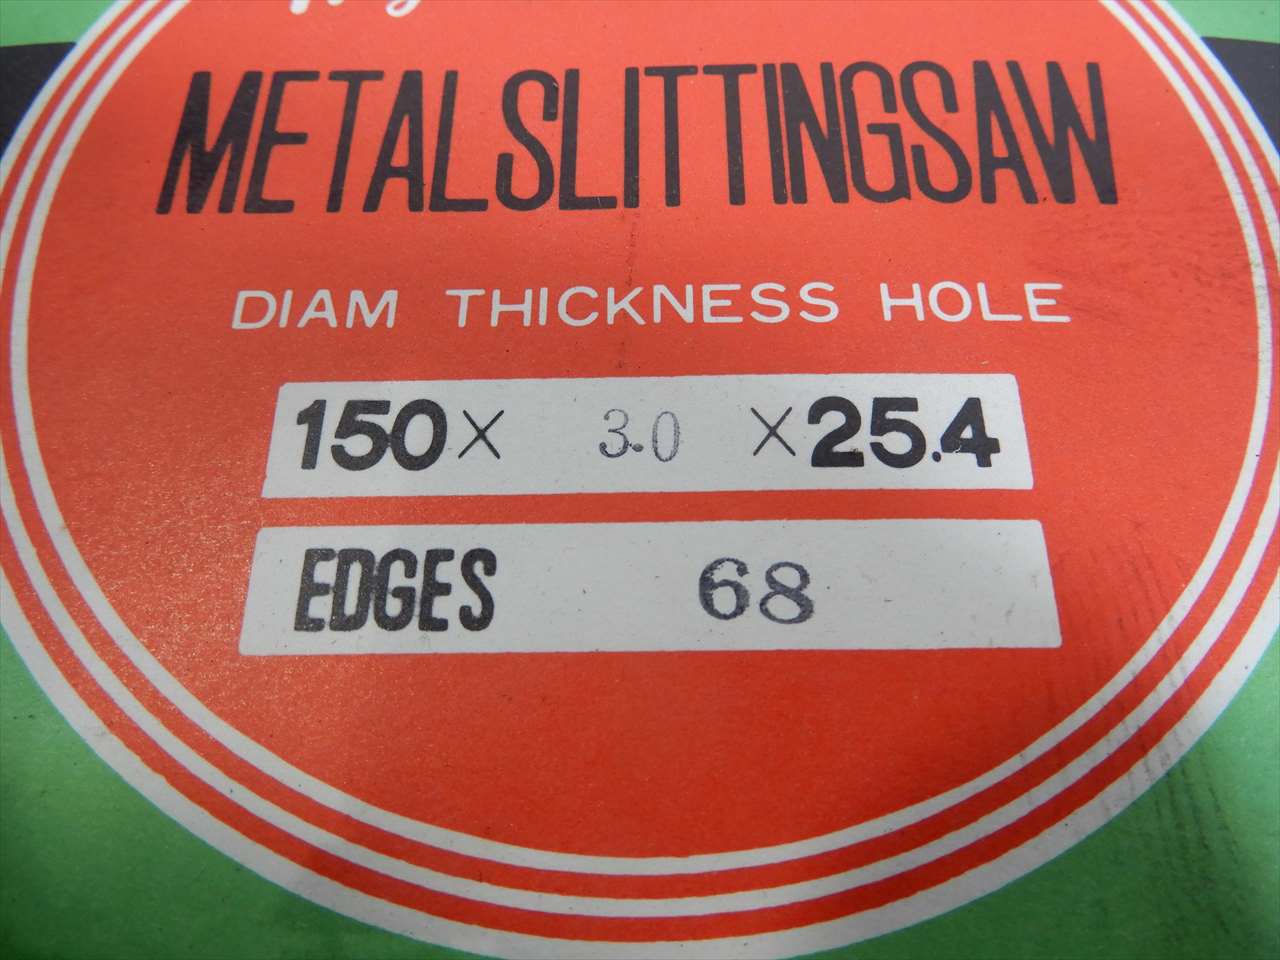 METALSLITTINGSAW
DIAM THICKNESS HOLE
150× 3.0 ×25.4
EDGES 68